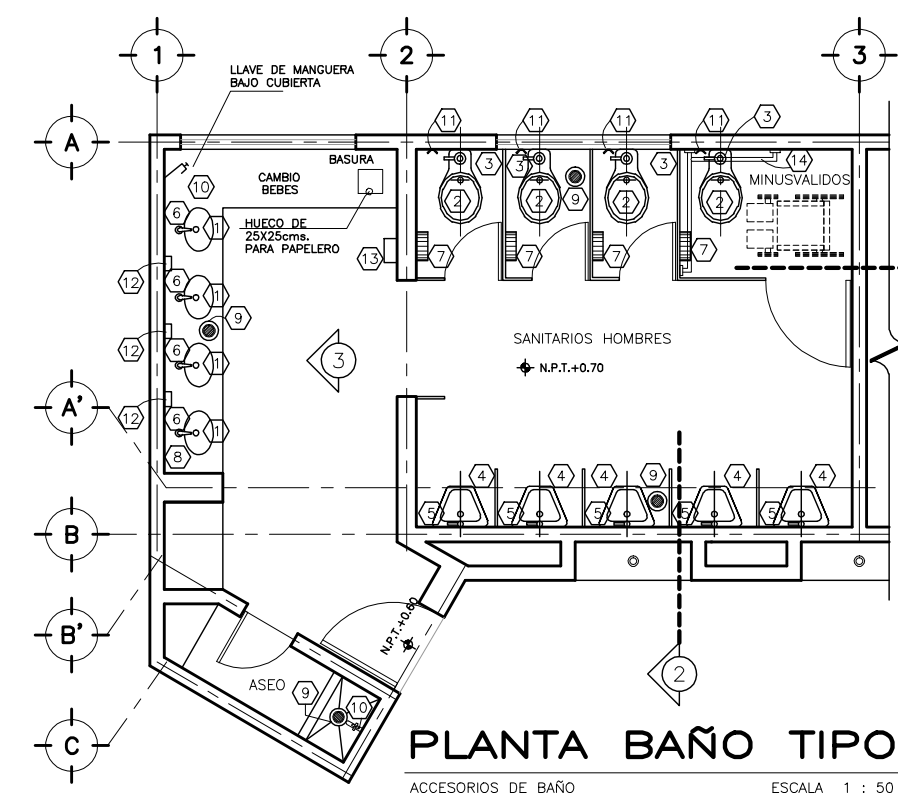 1
2
3
LLAVE DE MANGUERA
BAJO CUBIERTA
A
11
11
11
11
3
BASURA
CAMBIO
BEBES
3
3
3
14
MINUSVALIDOS
10
9
2
2
2
2
6
1
HUECO DE
25X25cms.
PARA PAPELERO
13
7
7
7
7
12
6
1
9
SANITARIOS HOMBRES
12
6
1
3
N.P.T.+0.70
A'
12
6
1
8
4
4
4
9
4
4
5
5
5
5
5
B
B'
N.P.T.+0.60
ASEO
9
10
2
C
PLANTA BAÑO TIPO
ACCESORIOS DE BAÑO
ESCALA 1 : 50